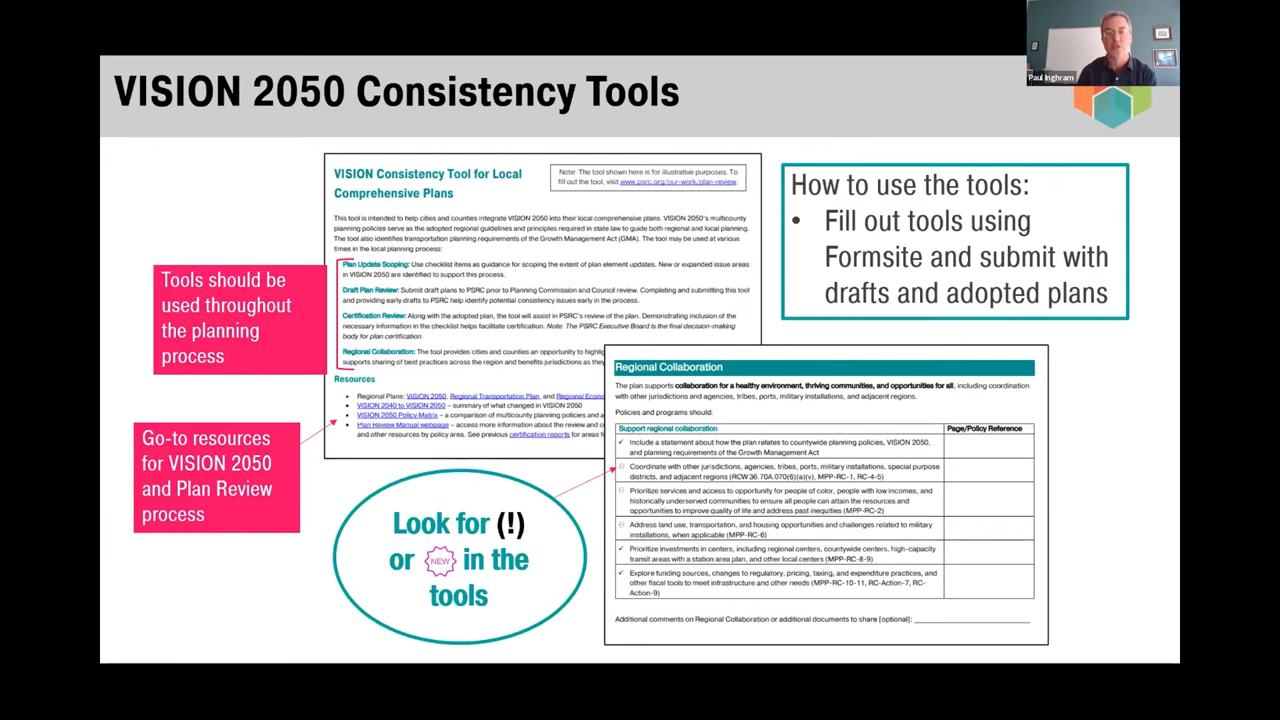 Paul Inghram
VISION 2050 Consistency Tools
VISION Consistency Tool for Local
Comprehensive Plans
Note: The tool shown here is for illustrative purposes. To
fill out the tool, visit www.psrc.org/our-work/plan-review.
This tool is intended to help cities and counties integrate VISION 2050 into their local comprehensive plans. VISION 2050's multicounty
planning policies serve as the adopted regional guidelines and principles required in state law to guide both regional and local planning.
The tool also identifies transportation planning requirements of the Growth Management Act (GMA). The tool may be used at various
times in the local planning process:
Plan Update Scoping: Use checklist items as guidance for scoping the extent of plan element updates. New or expanded issue areas
in VISION 2050 are identified to support this process.
Draft Plan Review: Submit draft plans to PSRC prior to Planning Commission and Council review. Completing and submitting this tool
and providing early drafts to PSRC help identify potential consistency issues early in the process.
Certification Review: Along with the adopted plan, the tool will assist in PSRC's review of the plan. Demonstrating inclusion of the
necessary information in the checklist helps facilitate certification. Note: The PSRC Executive Board is the final decision-making
body for plan certification.
Regional Collaboration: The tool provides cities and counties an opportunity to highlig
supports sharing of best practices across the region and benefits jurisdictions as they
Resources
• Regional Plans: VISION 2050, Regional Transportation Plan, and Regional Econo
• VISION 2040 to VISION 2050 – summary of what changed in VISION 2050
• VISION 2050 Policy Matrix – a comparison of multicounty planning policies and a
• Plan Review Manual webpage – access more information about the review and c
and other resources by policy area. See previous certification reports for areas f
How to use the tools:
• Fill out tools using
Formsite and submit with
drafts and adopted plans
Tools should be
used throughout
the planning
process
Go-to resources
for VISION 2050
and Plan Review
process
Look for (!)
or NEW in the
tools
Regional Collaboration
The plan supports collaboration for a healthy environment, thriving communities, and opportunities for all, including coordination
with other jurisdictions and agencies, tribes, ports, military installations, and adjacent regions.
Policies and programs should:
Support regional collaboration Page/Policy Reference
✓ Include a statement about how the plan relates to countywide planning policies, VISION 2050,
and planning requirements of the Growth Management Act
Coordinate with other jurisdictions, agencies, tribes, ports, military installations, special purpose
districts, and adjacent regions (RCW 36.70A.070(6)(a)(v), MPP-RC-1, RC-4-5)
Prioritize services and access to opportunity for people of color, people with low incomes, and
historically underserved communities to ensure all people can attain the resources and
opportunities to improve quality of life and address past inequities (MPP-RC-2)
Address land use, transportation, and housing opportunities and challenges related to military
installations, when applicable (MPP-RC-6)
✓ Prioritize investments in centers, including regional centers, countywide centers, high-capacity
transit areas with a station area plan, and other local centers (MPP-RC-8-9)
✓ Explore funding sources, changes to regulatory, pricing, taxing, and expenditure practices, and
other fiscal tools to meet infrastructure and other needs (MPP-RC-10-11, RC-Action-7, RC-
Action-9)
Additional comments on Regional Collaboration or additional documents to share [optional]: